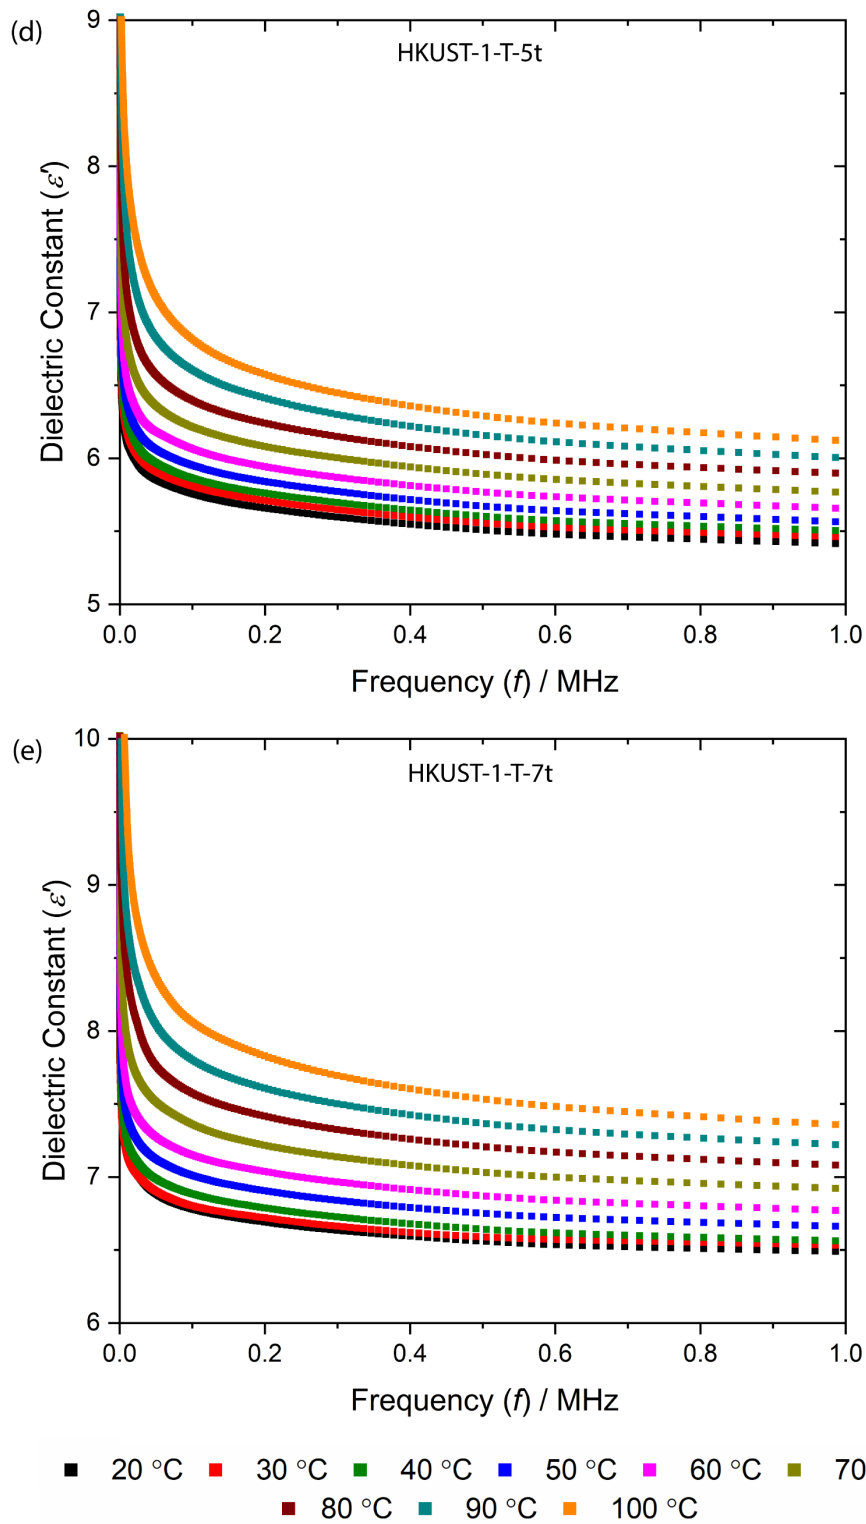 (d)
HKUST-1-T-5t
9
8
7
6
5
Dielectric Constant (ε')
0.0 0.2 0.4 0.6 0.8 1.0
Frequency (f) / MHz
(e)
HKUST-1-T-7t
10
9
8
7
6
Dielectric Constant (ε')
0.0 0.2 0.4 0.6 0.8 1.0
Frequency (f) / MHz
20 °C 30 °C 40 °C 50 °C 60 °C 70
80 °C 90 °C 100 °C